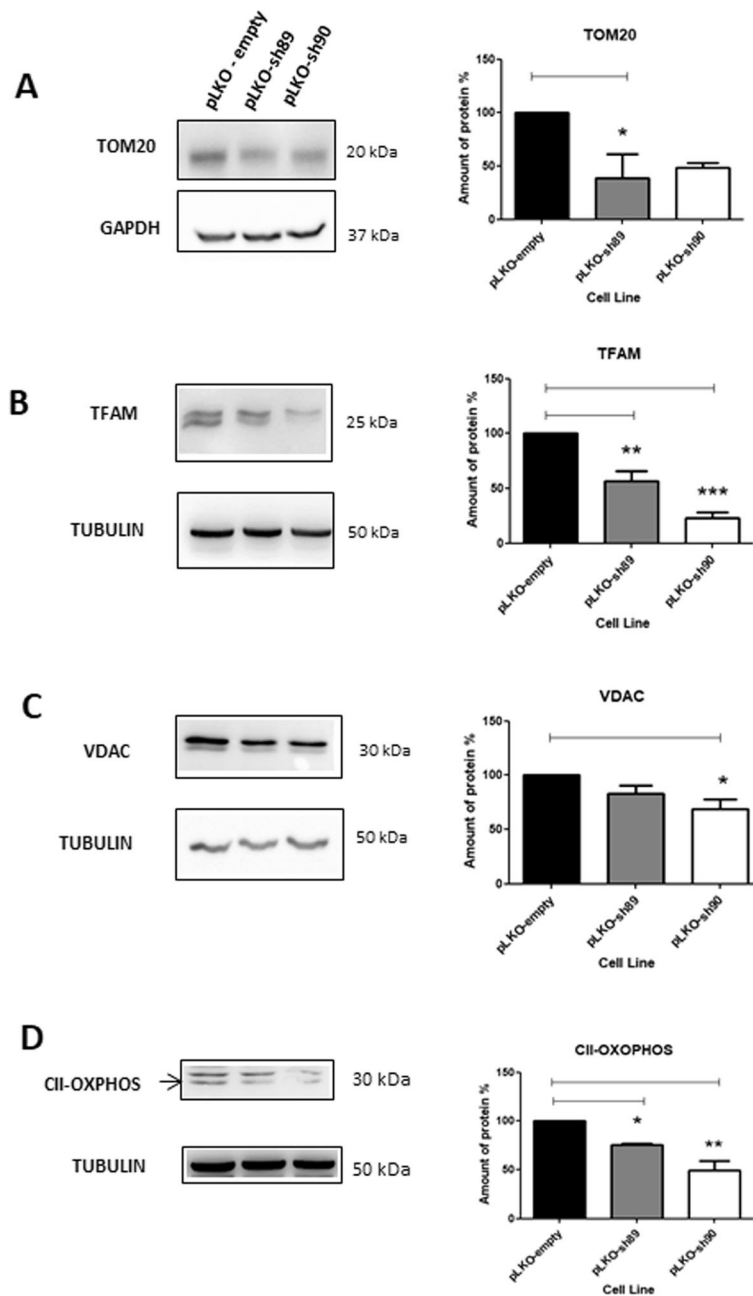 A
pLKO - empty
pLKO-sh89
pLKO-sh90
TOM20
20 kDa
GAPDH
37 kDa
TOM20
Amount of protein %
150
100
50
0
*
pLKO-empty
pLKO-sh89
pLKO-sh90
Cell Line
B
TFAM
25 kDa
TUBULIN
50 kDa
TFAM
Amount of protein %
150
100
50
0
**
***
pLKO-empty
pLKO-sh89
pLKO-sh90
Cell Line
C
VDAC
30 kDa
TUBULIN
50 kDa
VDAC
Amount of protein %
150
100
50
0
*
pLKO-empty
pLKO-sh89
pLKO-sh90
Cell Line
D
CII-OXPHOS
30 kDa
TUBULIN
50 kDa
CII-OXOPHOS
Amount of protein %
150
100
50
0
*
**
pLKO-empty
pLKO-sh89
pLKO-sh90
Cell Line